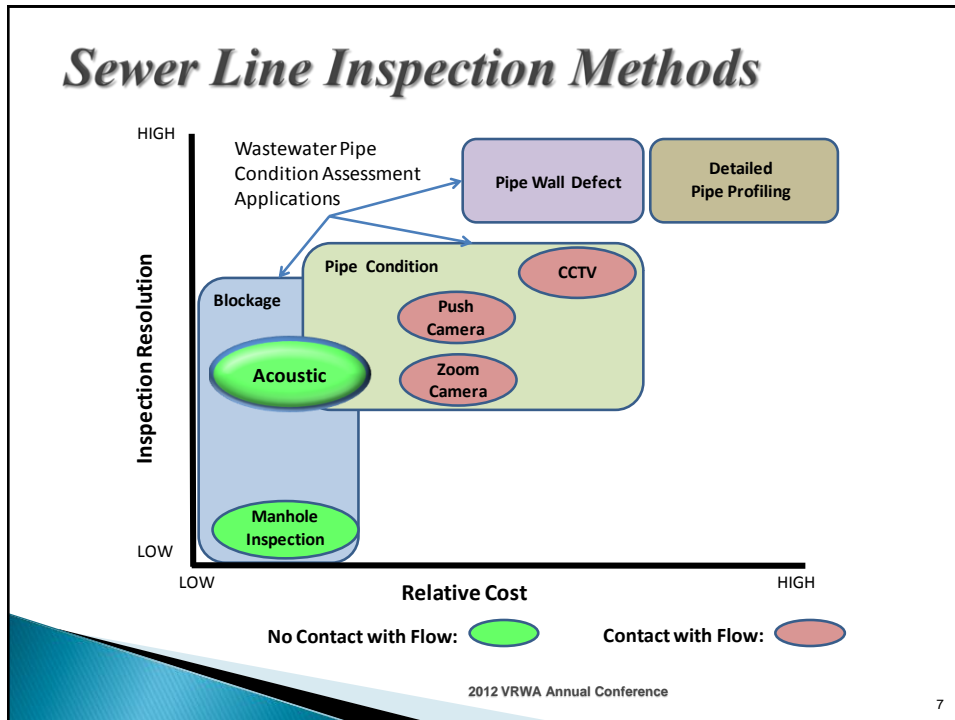 Sewer Line Inspection Methods
HIGH
Wastewater Pipe
Condition Assessment
Applications
Pipe Wall Defect
Detailed
Pipe Profiling
Pipe Condition
CCTV
Blockage
Push
Camera
Acoustic
Zoom
Camera
Inspection Resolution
Manhole
Inspection
LOW
LOW
Relative Cost
HIGH
No Contact with Flow:
Contact with Flow:
2012 VRWA Annual Conference
7